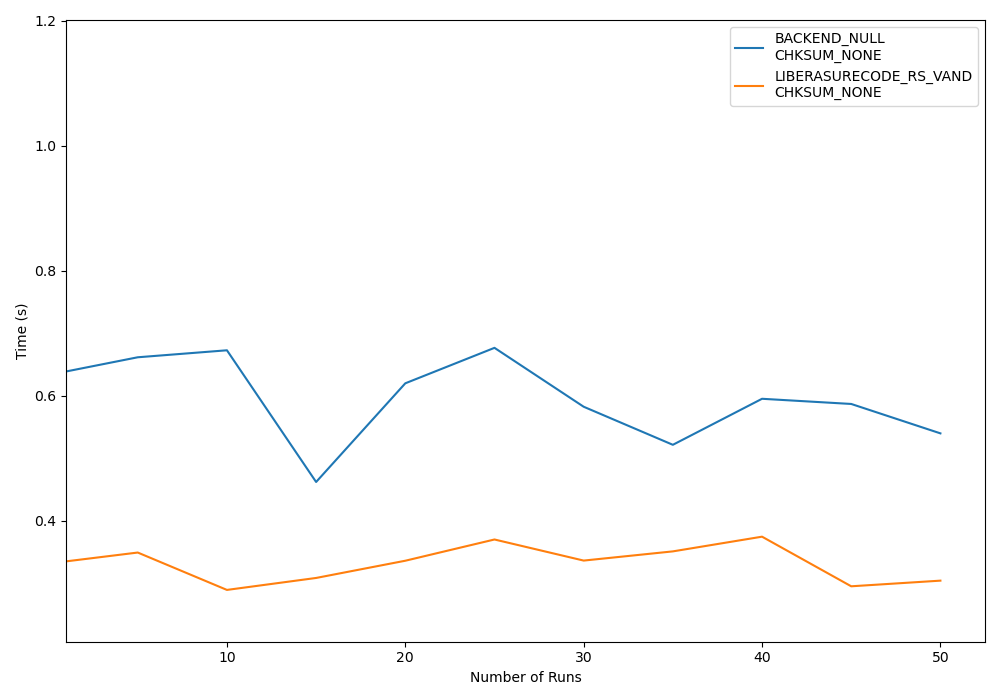 1.2
1.0
0.8
0.6
0.4
Time (s)
10
20
30
40
50
Number of Runs
BACKEND_NULL
CHKSUM_NONE
LIBERASURECODE_RS_VAND
CHKSUM_NONE